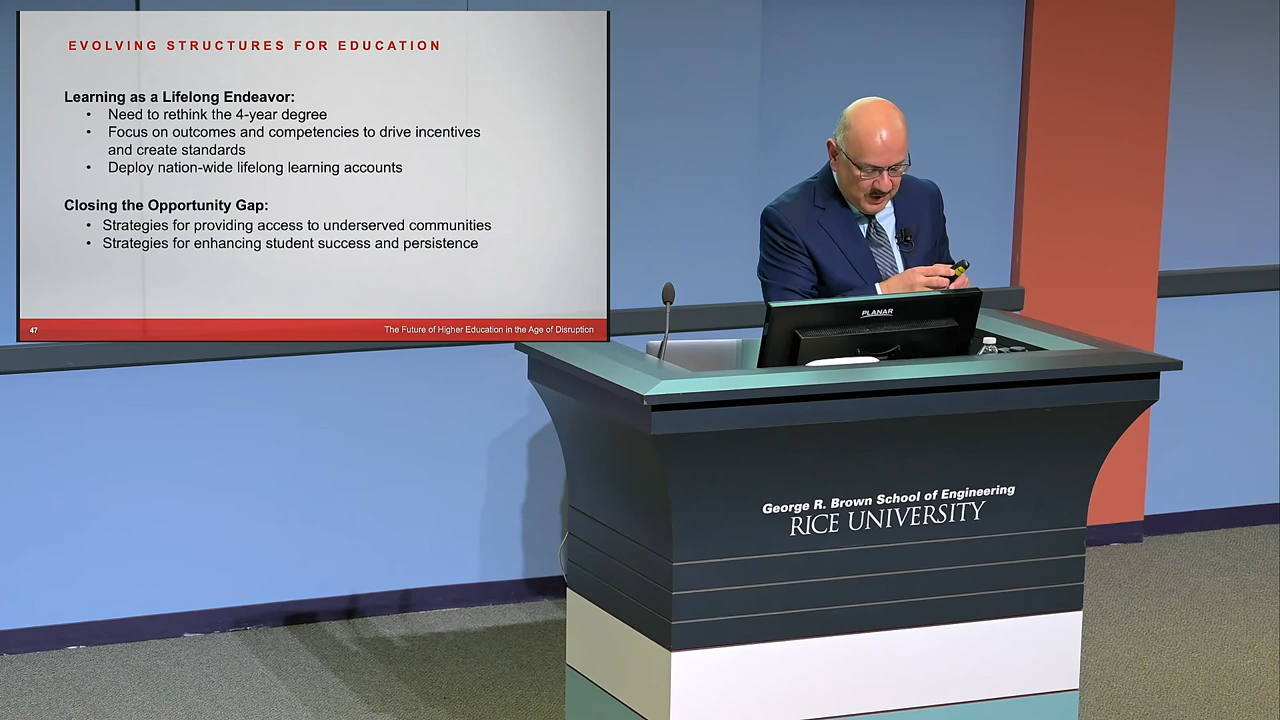 EVOLVING STRUCTURES FOR EDUCATION
Learning as a Lifelong Endeavor:
• Need to rethink the 4-year degree
• Focus on outcomes and competencies to drive incentives
and create standards
• Deploy nation-wide lifelong learning accounts
Closing the Opportunity Gap:
• Strategies for providing access to underserved communities
• Strategies for enhancing student success and persistence
47
The Future of Higher Education in the Age of Disruption
PLANAR
George R. Brown School of Engineering
RICE UNIVERSITY